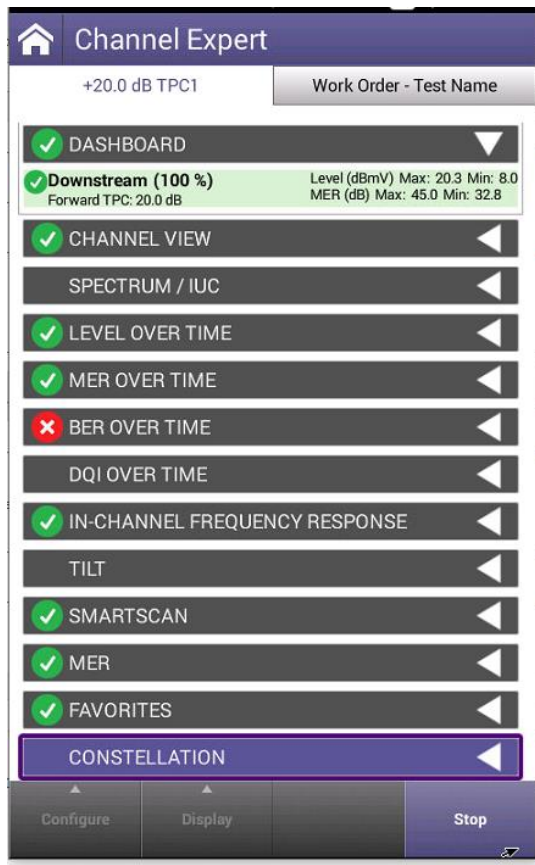 Channel Expert
+20.0 dB TPC1
Work Order - Test Name
DASHBOARD
Downstream (100 %)
Level (dBmV) Max: 20.3 Min: 8.0
Forward TPC: 20.0 dB
MER (dB) Max: 45.0 Min: 32.8
CHANNEL VIEW
SPECTRUM / IUC
LEVEL OVER TIME
MER OVER TIME
BER OVER TIME
DQI OVER TIME
IN-CHANNEL FREQUENCY RESPONSE
TILT
SMARTSCAN
MER
FAVORITES
CONSTELLATION
Configure
Display
Stop